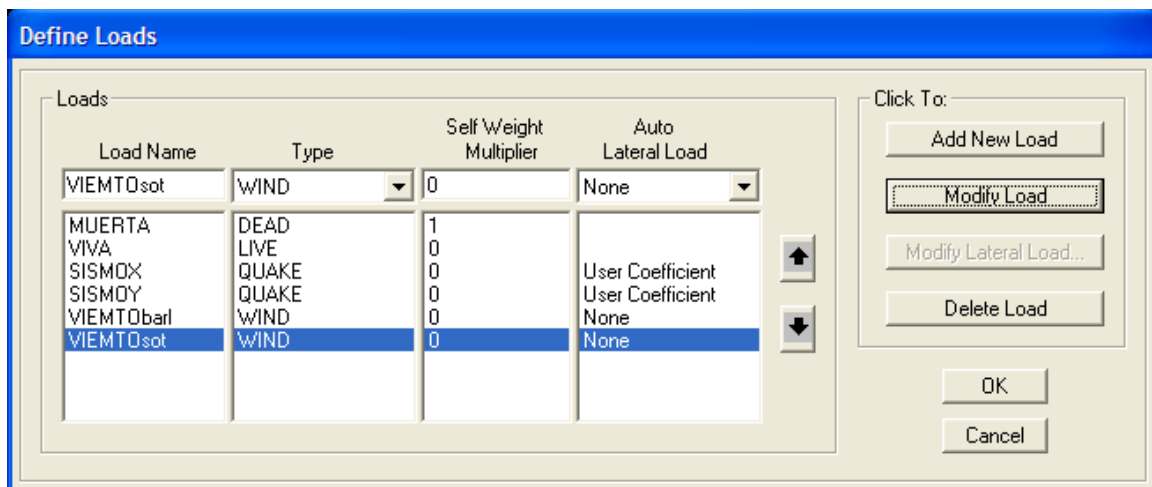 Define Loads
Loads
Click To:
Load Name Type Self Weight Multiplier Auto Lateral Load
VIEMTOsot WIND 0 None
MUERTA DEAD 1
VIVA LIVE 0
SISMOX QUAKE 0 User Coefficient
SISMOY QUAKE 0 User Coefficient
VIEMTObarl WIND 0 None
VIEMTOsot WIND 0 None
Add New Load
Modify Load
Modify Lateral Load...
Delete Load
OK
Cancel